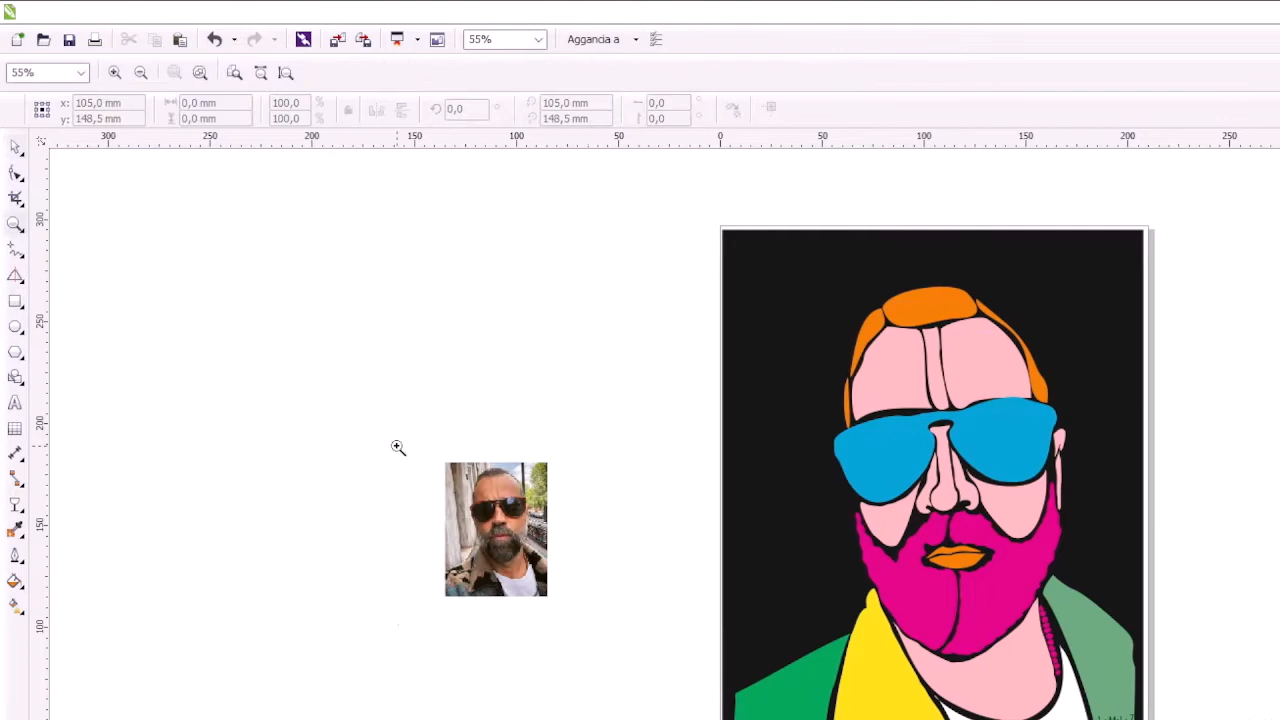 55% Aggancia a
55%
x: 105,0 mm 0,0 mm 100,0 % 0,0 ° 105,0 mm 0,0 °
y: 148,5 mm 0,0 mm 100,0 % 148,5 mm 0,0 °
300 250 200 150 100 50 0 50 100 150 200 250
300
250
200
150
100